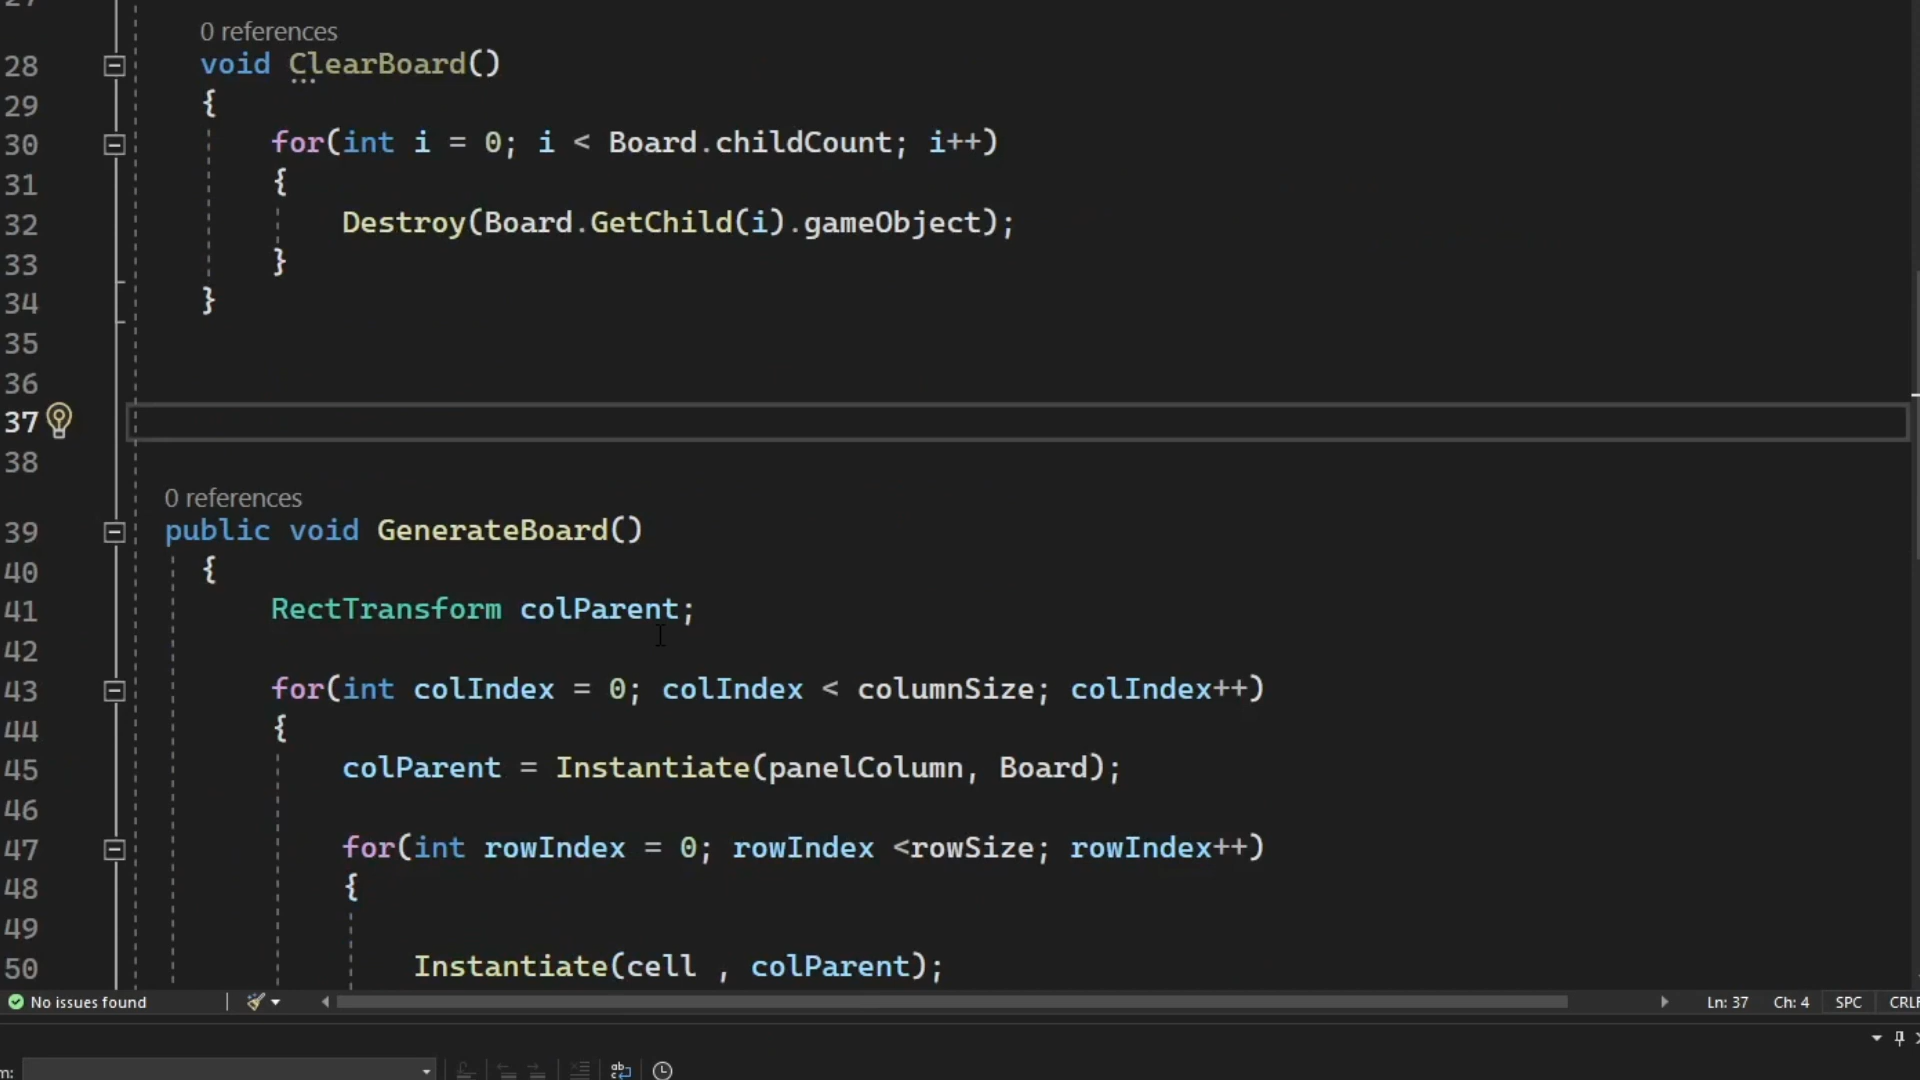 27
0 references
28 void ClearBoard()
29 {
30 for(int i = 0; i < Board.childCount; i++)
31 {
32 Destroy(Board.GetChild(i).gameObject);
33 }
34 }
35
36
37
38
0 references
39 public void GenerateBoard()
40 {
41 RectTransform colParent;
42
43 for(int colIndex = 0; colIndex < columnSize; colIndex++)
44 {
45 colParent = Instantiate(panelColumn, Board);
46
47 for(int rowIndex = 0; rowIndex <rowSize; rowIndex++)
48 {
49
50 Instantiate(cell , colParent);
No issues found Ln: 37 Ch: 4 SPC CRLF
m: